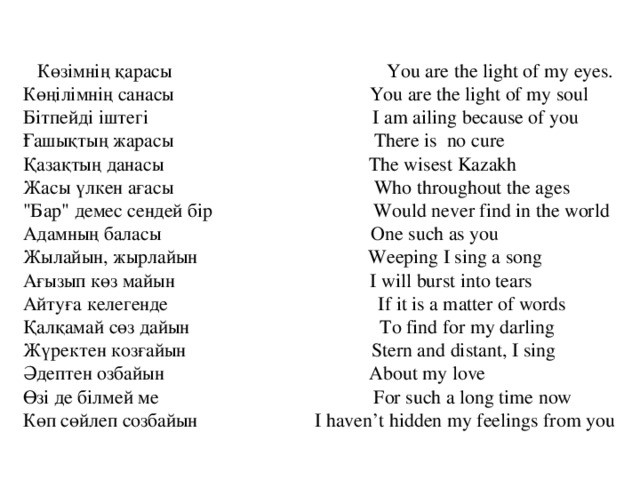 Көзімнің қарасы You are the light of my eyes.
Көңілімнің санасы You are the light of my soul
Бітпейді іштегі I am ailing because of you
Ғашықтың жарасы There is no cure
Қазақтың данасы The wisest Kazakh
Жасы үлкен ағасы Who throughout the ages
"Бар" демес сендей бір Would never find in the world
Адамның баласы One such as you
Жылайын, жырлайын Weeping I sing a song
Ағызып көз майын I will burst into tears
Айтуға келегенде If it is a matter of words
Қалқамай сөз дайын To find for my darling
Жүректен козғайын Stern and distant, I sing
Әдептен озбайын About my love
Өзі де білмей ме For such a long time now
Көп сөйлеп созбайын I haven’t hidden my feelings from you